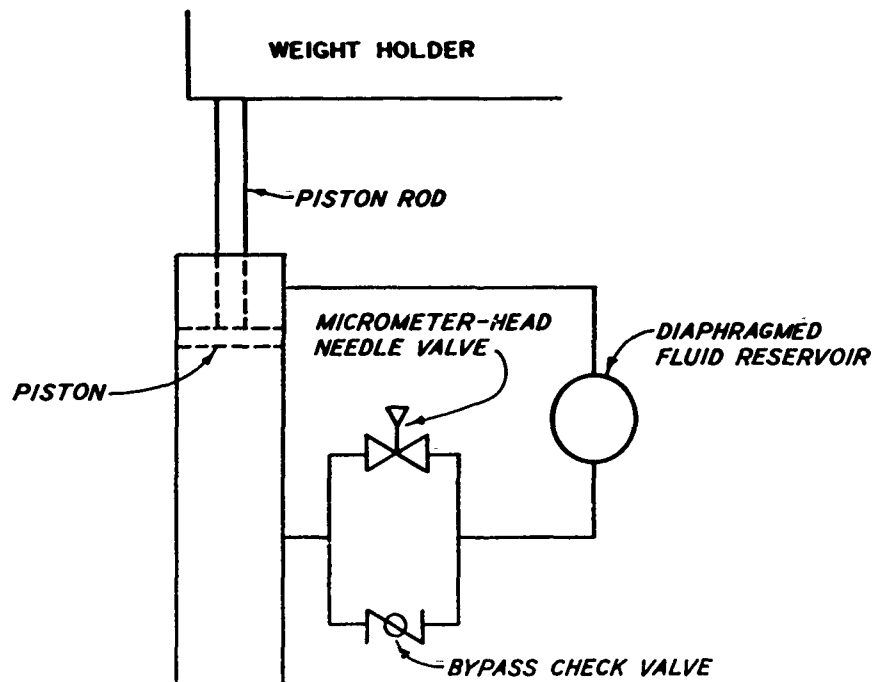 WEIGHT HOLDER
PISTON ROD
MICROMETER-HEAD
NEEDLE VALVE
DIAPHRAGMED
FLUID RESERVOIR
PISTON
BYPASS CHECK VALVE